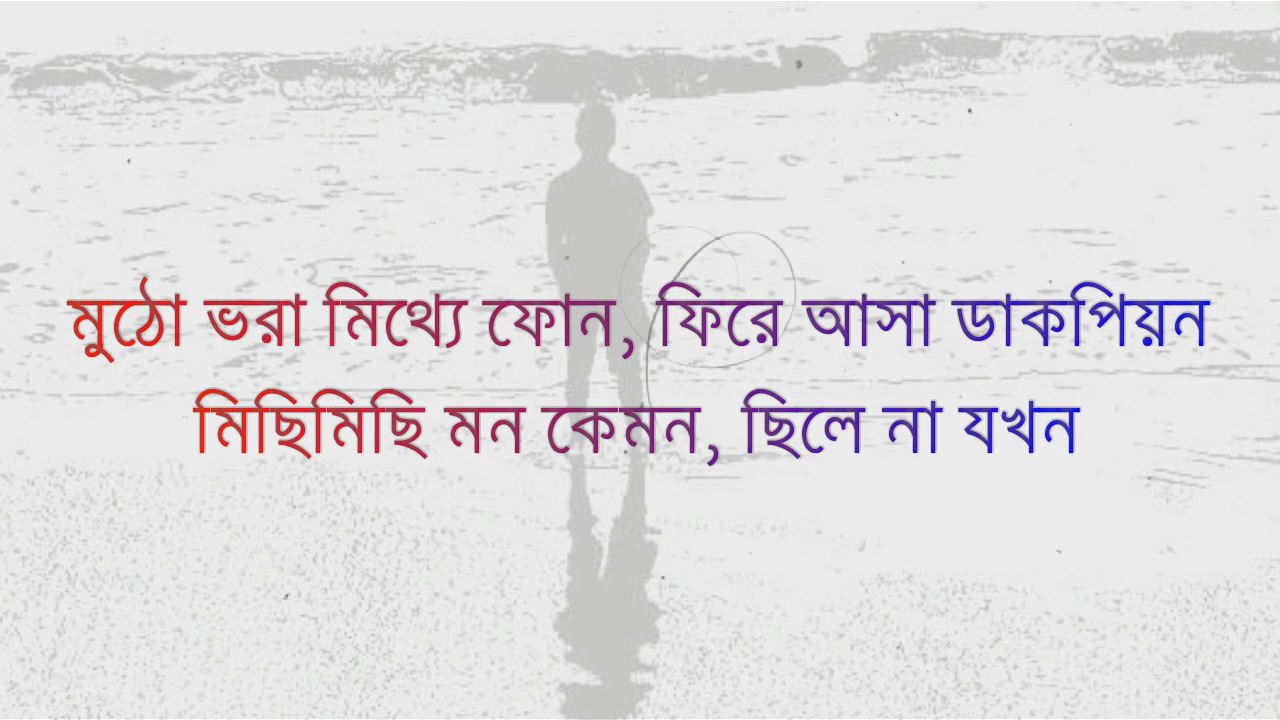 মুঠো ভরা মিথ্যে ফোন, ফিরে আসা ডাকপিয়ন
মিছিমিছি মন কেমন, ছিলে না যখন